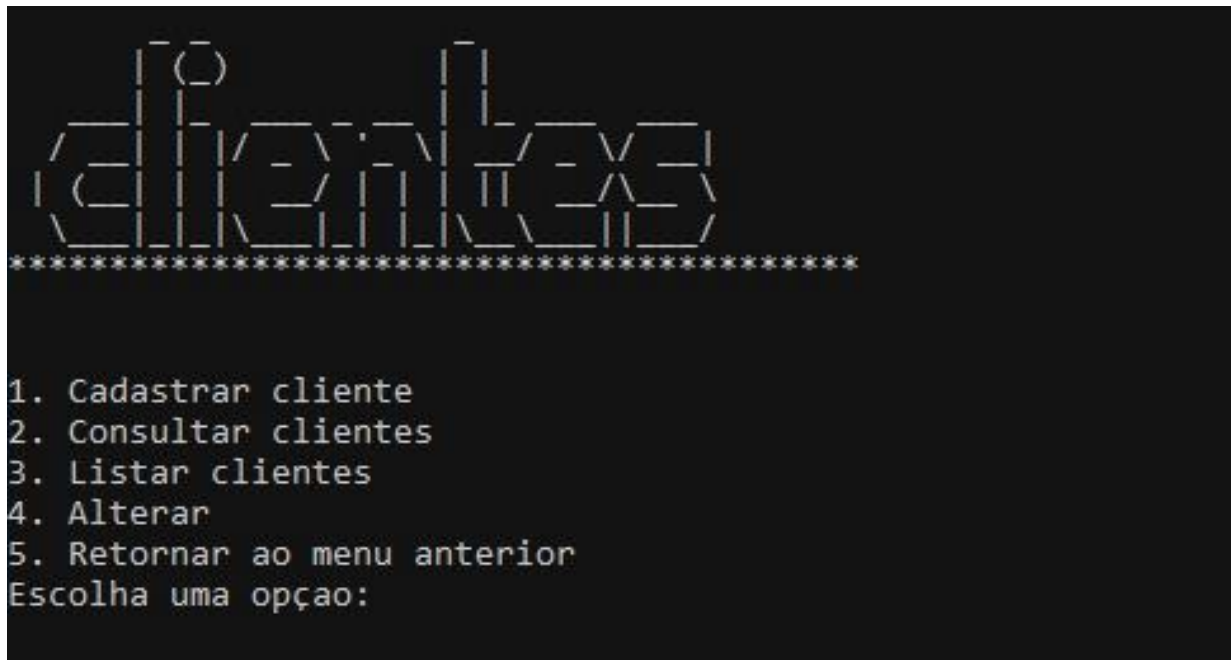 clientes
******************************************
1. Cadastrar cliente
2. Consultar clientes
3. Listar clientes
4. Alterar
5. Retornar ao menu anterior
Escolha uma opçao: